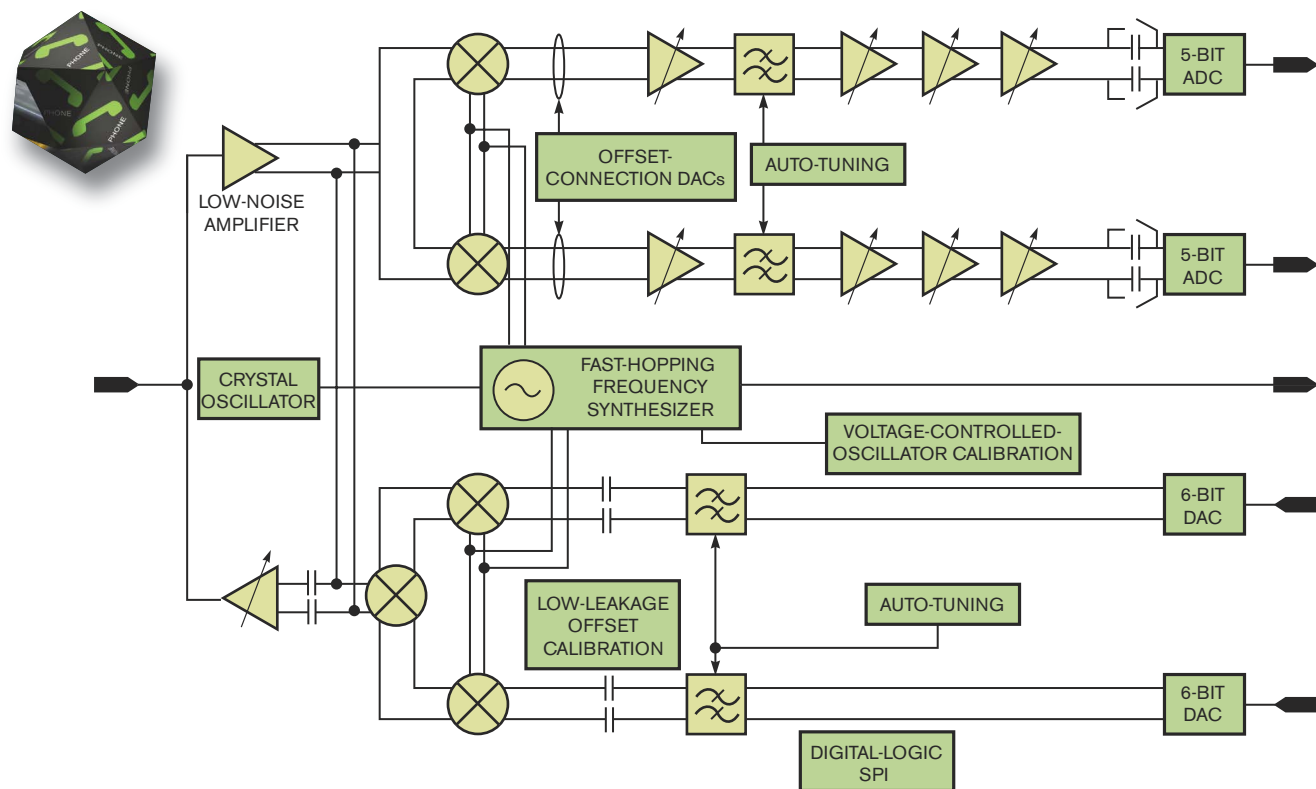 PHONE
PHONE
PHONE
PHONE
5-BIT
ADC
OFFSET-
CONNECTION DACs
AUTO-TUNING
LOW-NOISE
AMPLIFIER
5-BIT
ADC
CRYSTAL
OSCILLATOR
FAST-HOPPING
FREQUENCY
SYNTHESIZER
VOLTAGE-CONTROLLED-
OSCILLATOR CALIBRATION
6-BIT
DAC
LOW-LEAKAGE
OFFSET
CALIBRATION
AUTO-TUNING
6-BIT
DAC
DIGITAL-LOGIC
SPI